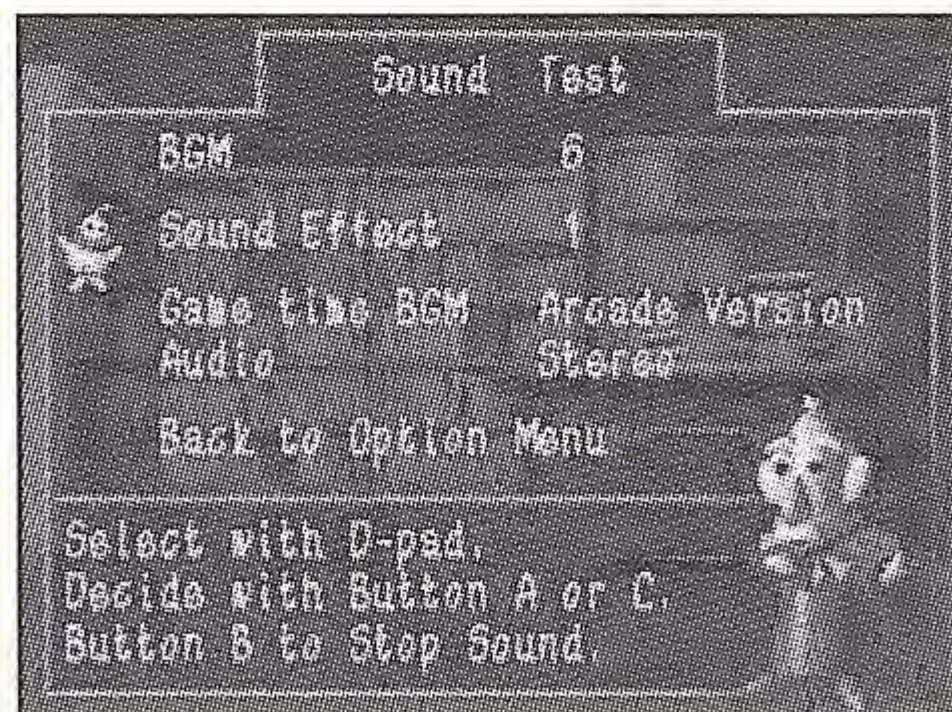 Sound Test
BGM 6
Sound Effect 1
Game time BGM Arcade Version
Audio Stereo
Back to Option Menu
Select with D-pad.
Decide with Button A or C.
Button B to Stop Sound.